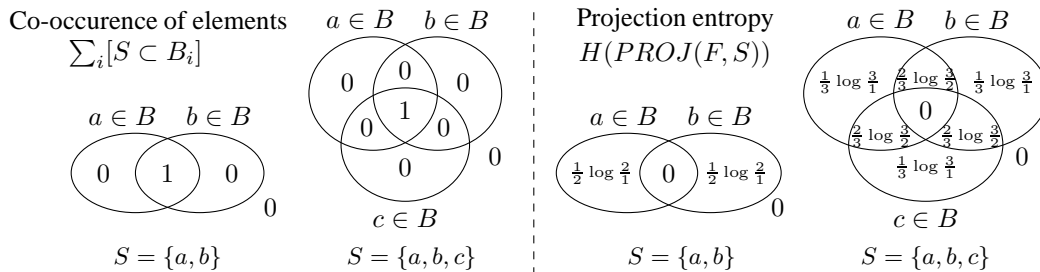 Co-occurence of elements
∑_i[S ⊂ B_i]
a ∈ B b ∈ B
0 1 0
0
S = {a, b}
a ∈ B b ∈ B
0 0 0
1
0 0
0
0
c ∈ B
S = {a, b, c}
Projection entropy
H(PROJ(F, S))
a ∈ B b ∈ B
1/2 log 2/1 0 1/2 log 2/1
0
S = {a, b}
a ∈ B b ∈ B
1/3 log 3/1 2/3 log 3/2 1/3 log 3/1
0
2/3 log 3/2 2/3 log 3/2
1/3 log 3/1
0
c ∈ B
S = {a, b, c}